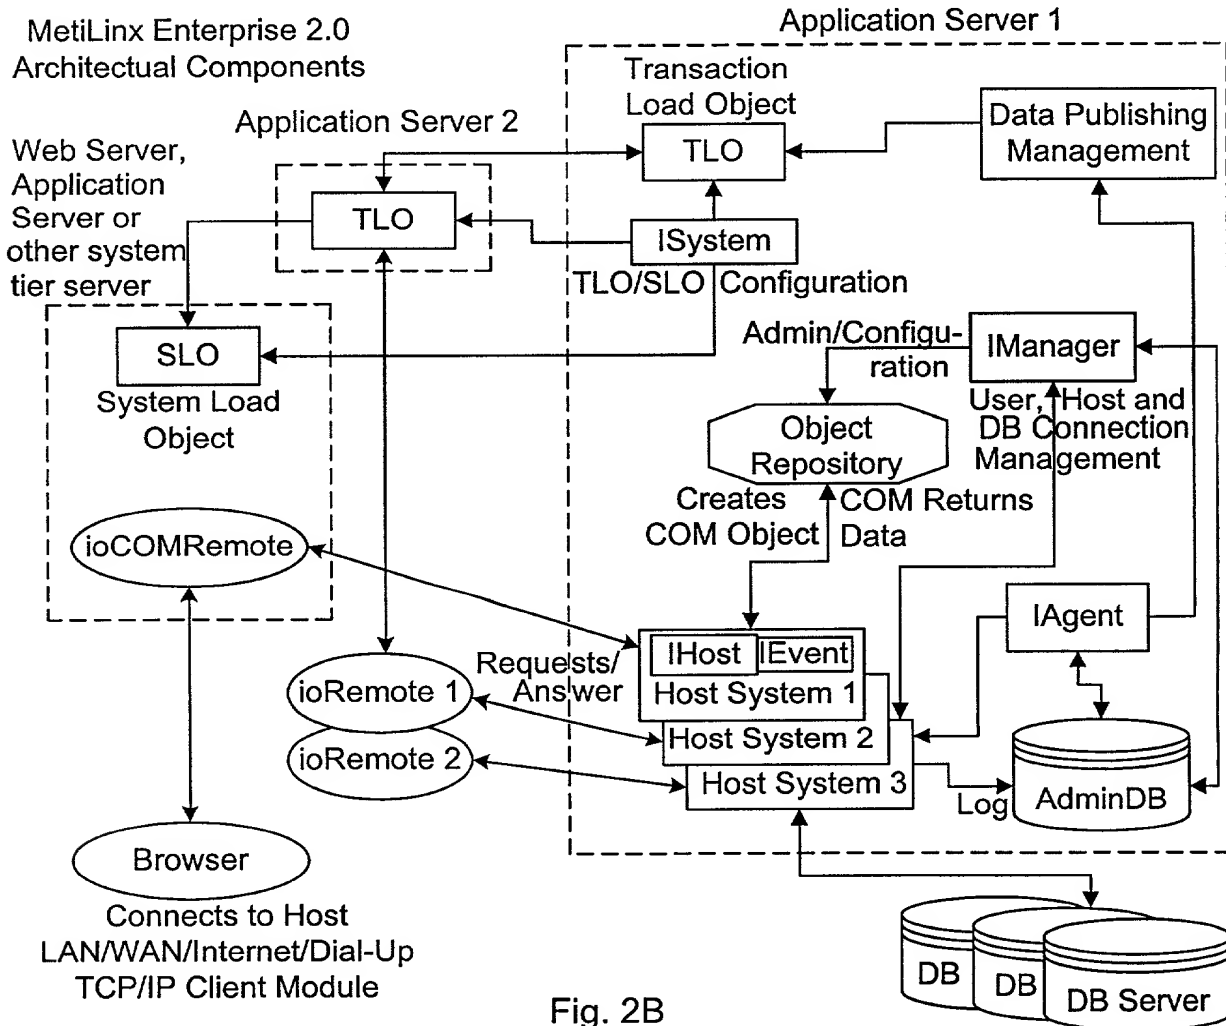 MetiLinx Enterprise 2.0
Architectual Components
Application Server 1
Application Server 2
Transaction
Load Object
TLO
Data Publishing
Management
Web Server,
Application
Server or
other system
tier server
TLO
ISystem
TLO/SLO Configuration
SLO
System Load
Object
Admin/Configu-
ration
IManager
User, Host and
DB Connection
Management
Object
Repository
Creates
COM Object
COM Returns
Data
ioCOMRemote
IAgent
IHost
IEvent
Host System 1
Host System 2
Host System 3
Requests/
Answer
ioRemote 1
ioRemote 2
Log
AdminDB
Browser
Connects to Host
LAN/WAN/Internet/Dial-Up
TCP/IP Client Module
DB
DB
DB Server
Fig. 2B